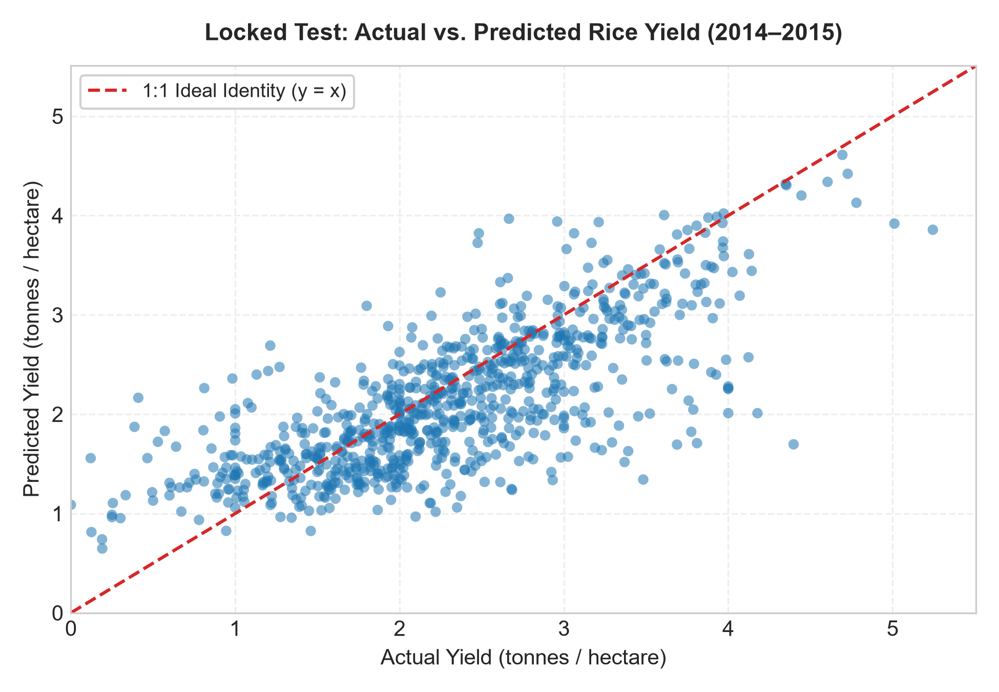 Locked Test: Actual vs. Predicted Rice Yield (2014–2015)
1:1 Ideal Identity (y = x)
Predicted Yield (tonnes / hectare)
5
4
3
2
1
0
0 1 2 3 4 5
Actual Yield (tonnes / hectare)